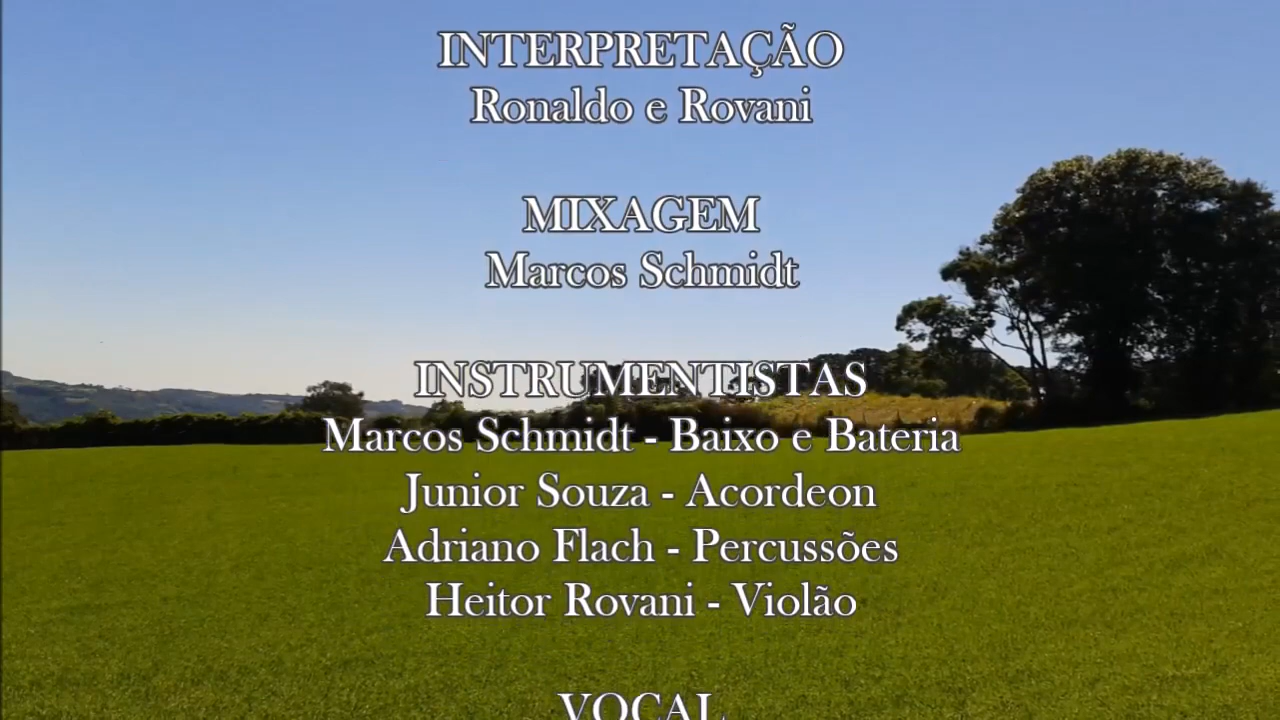 INTERPRETAÇÃO
Ronaldo e Rovani
MIXAGEM
Marcos Schmidt
INSTRUMENTISTAS
Marcos Schmidt - Baixo e Bateria
Junior Souza - Acordeon
Adriano Flach - Percussões
Heitor Rovani - Violão
VOCAL